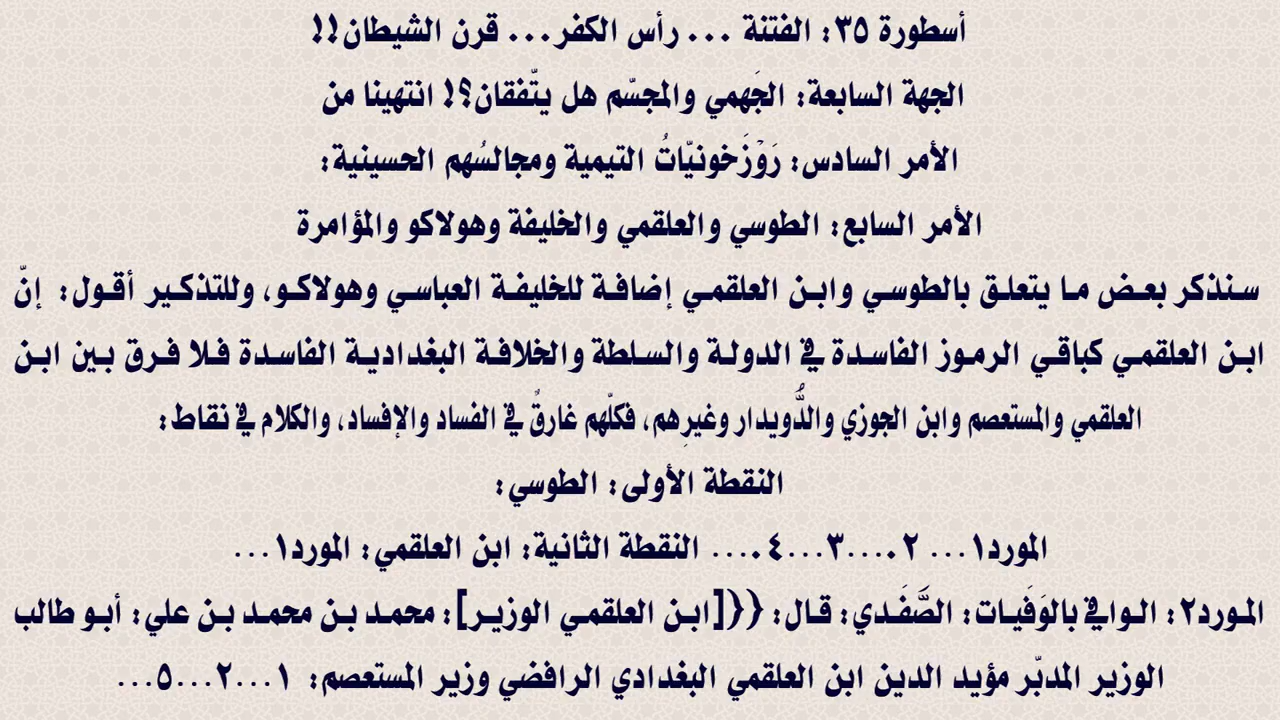 أسطورة ٣٥: الفتنة ... رأس الكفر... قرن الشيطان!!
الجهة السابعة: الجَهمي والمجسّم هل يتّفقان؟! انتهينا من
الأمر السادس: رَوْزَخونيّاتُ التيمية ومجالسُهم الحسينية:
الأمر السابع: الطوسي والعلقمي والخليفة وهولاكو والمؤامرة
سنذكر بعض ما يتعلق بالطوسي وابن العلقمي إضافة للخليفة العباسي وهولاكو، وللتذكير أقول: إنّ
ابن العلقمي كباقي الرموز الفاسدة في الدولة والسلطة والخلافة البغدادية الفاسدة فلا فرق بين ابن
العلقمي والمستعصم وابن الجوزي والدُّويدار وغيرِهم، فكلّهم غارقٌ في الفساد والإفساد، والكلام في نقاط:
النقطة الأولى: الطوسي:
المورد١... ٢....٣...٤.... النقطة الثانية: ابن العلقمي: المورد١...
المورد٢: الوافي بالوَفَيات: الصَّفَدي: قال: (([ابن العلقمي الوزير]: محمد بن محمد بن علي: أبو طالب
الوزير المدبّر مؤيد الدين ابن العلقمي البغدادي الرافضي وزير المستعصم: ١...٢...٥...